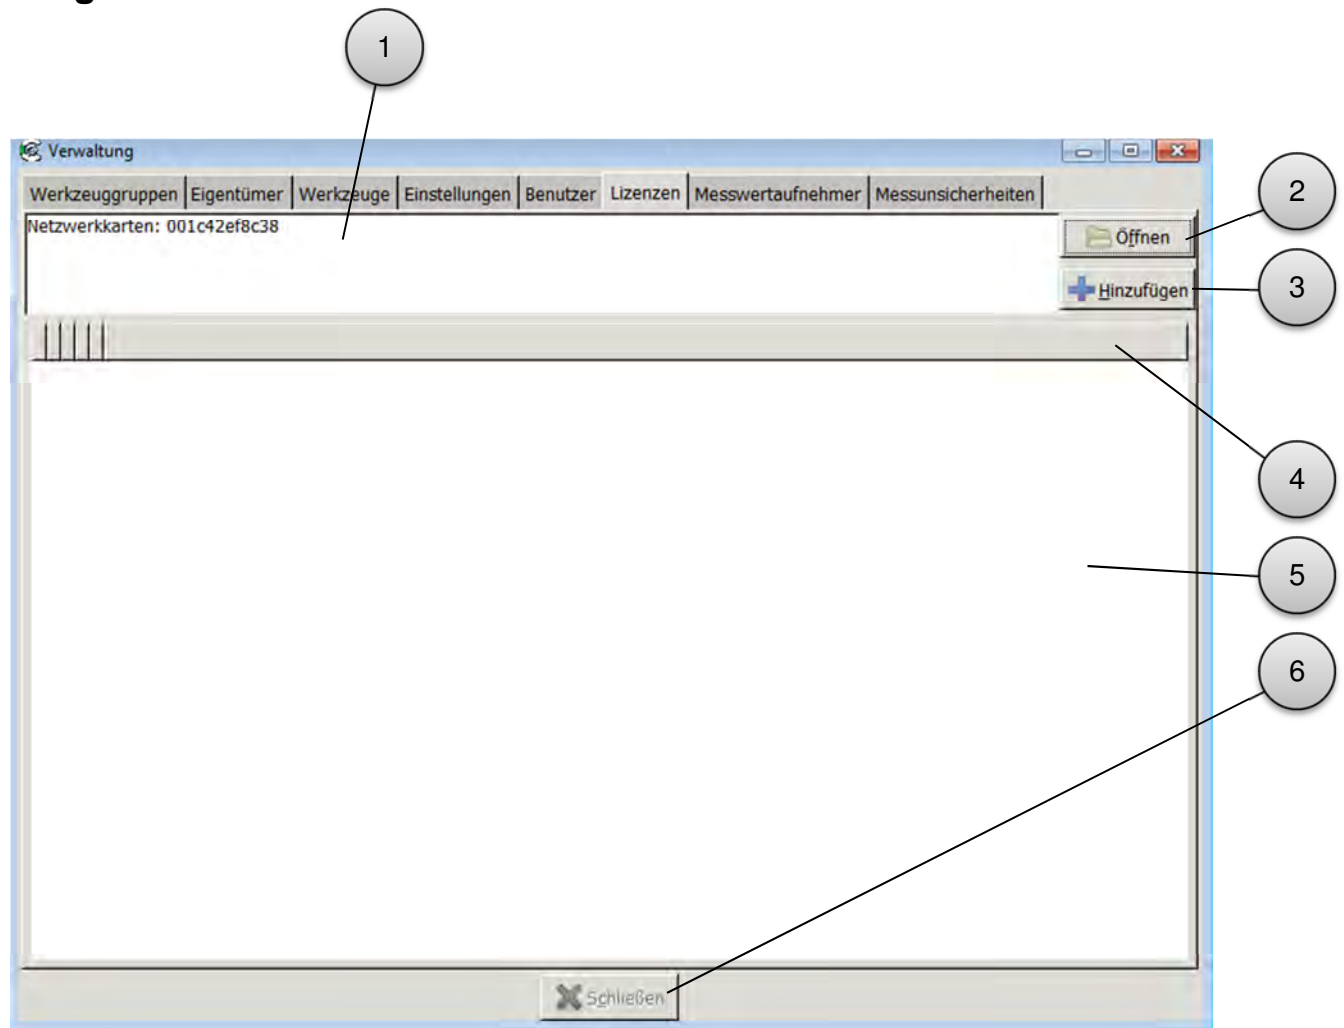 1
Verwaltung
Werkzeuggruppen Eigentümer Werkzeuge Einstellungen Benutzer Lizenzen Messwertaufnehmer Messunsicherheiten
2
Netzwerkkarten: 001c42ef8c38
Öffnen
3
Hinzufügen
4
5
6
Schließen